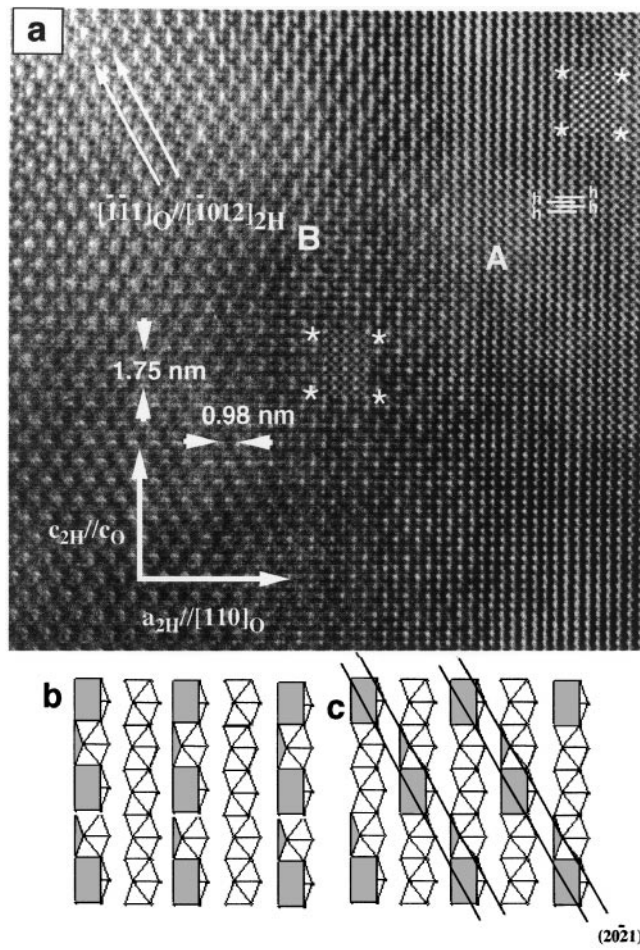 a
*
*
*
*
h
h
h
h
[1̄1̄1]O//[1̄012]2H
B
A
*
*
1.75 nm
*
*
0.98 nm
c2H//cO
a2H//[110]O
b
c
(202̄1)